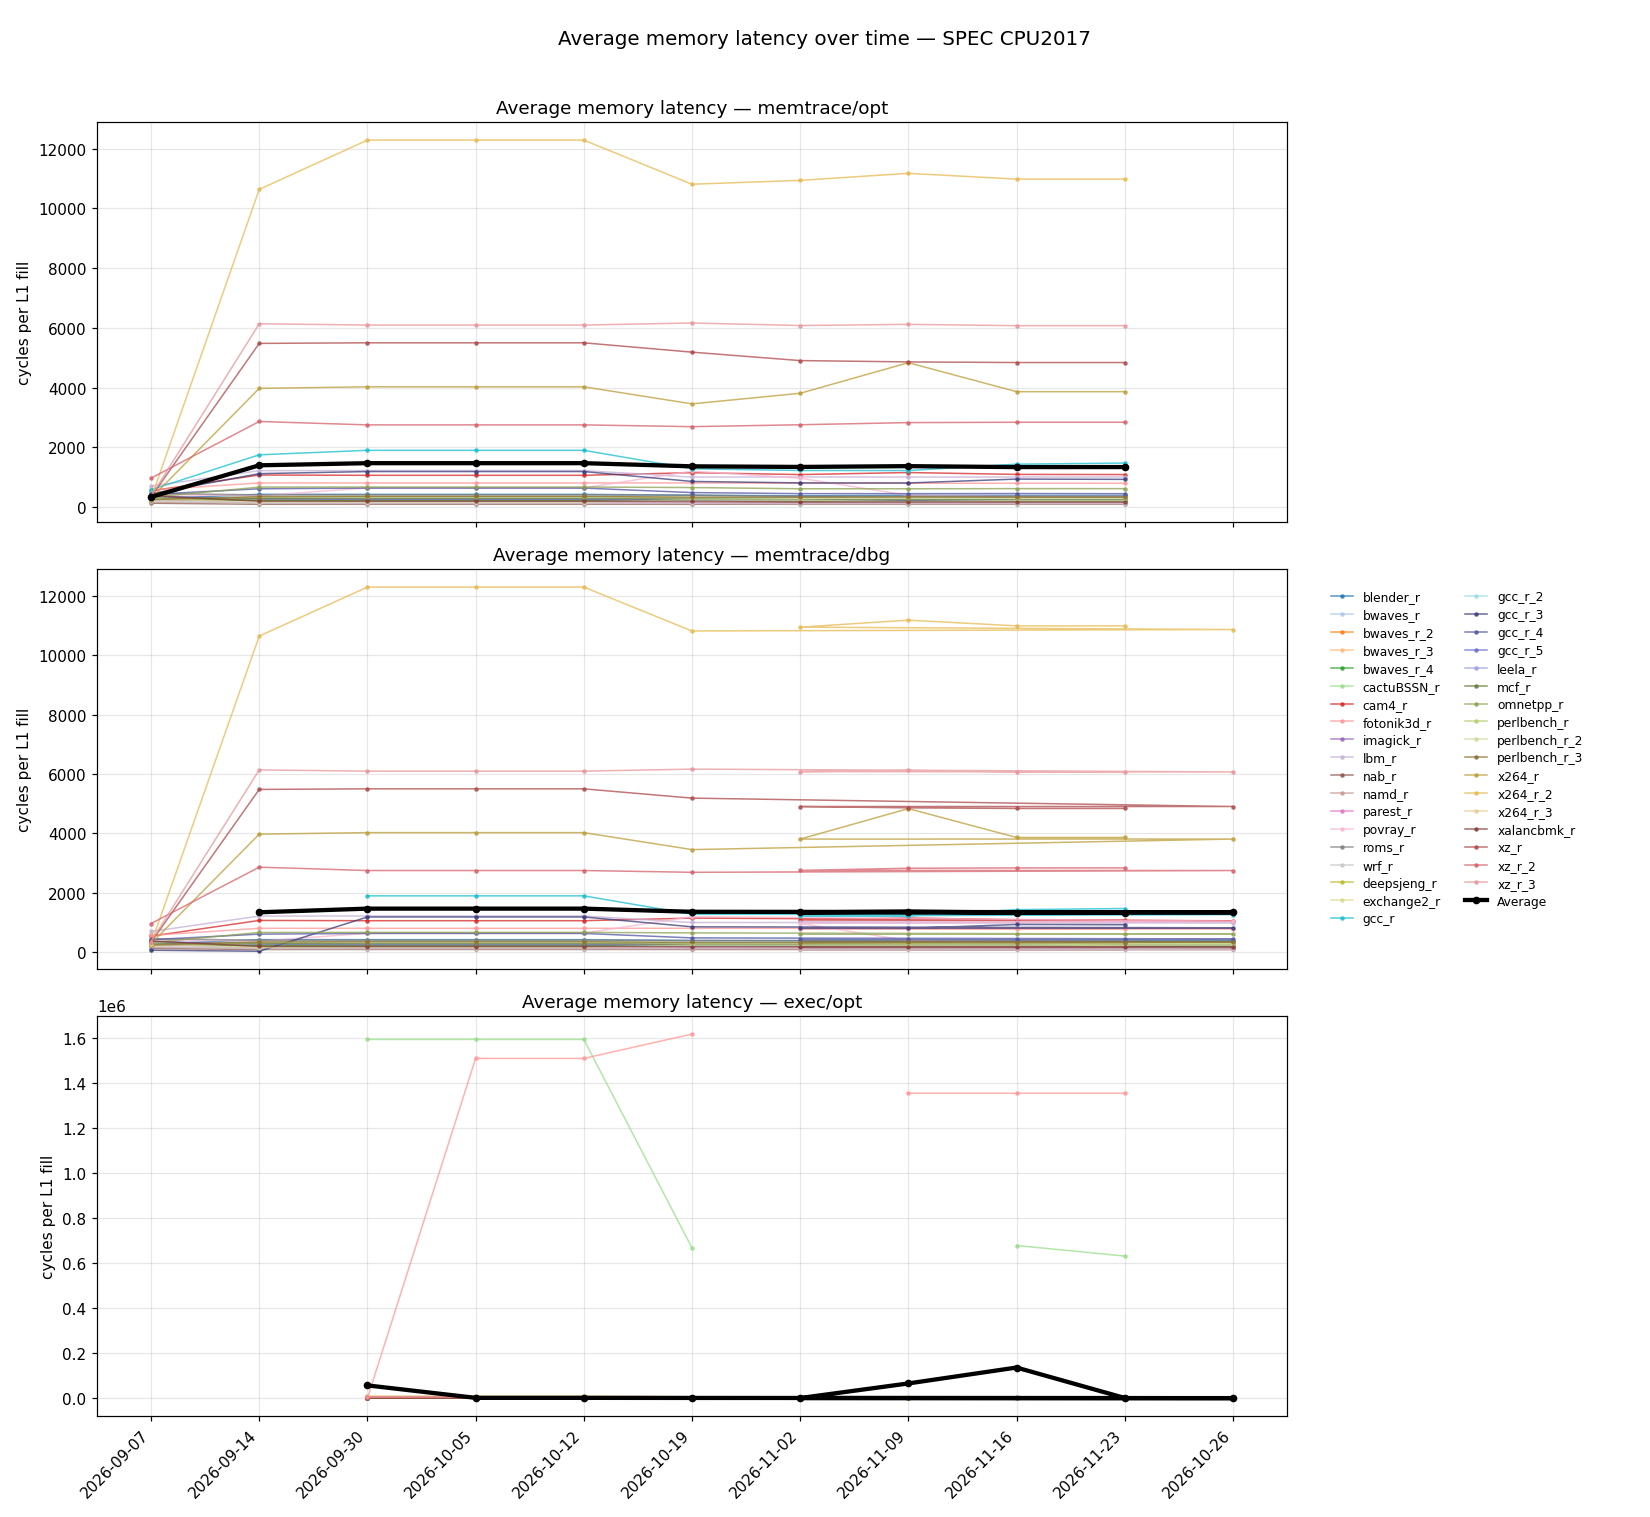 Average memory latency over time — SPEC CPU2017
Average memory latency — memtrace/opt
cycles per L1 fill
12000
10000
8000
6000
4000
2000
0
Average memory latency — memtrace/dbg
cycles per L1 fill
12000
10000
8000
6000
4000
2000
0
blender_r
bwaves_r
bwaves_r_2
bwaves_r_3
bwaves_r_4
cactuBSSN_r
cam4_r
fotonik3d_r
imagick_r
lbm_r
nab_r
namd_r
parest_r
povray_r
roms_r
wrf_r
deepsjeng_r
exchange2_r
gcc_r
gcc_r_2
gcc_r_3
gcc_r_4
gcc_r_5
leela_r
mcf_r
omnetpp_r
perlbench_r
perlbench_r_2
perlbench_r_3
x264_r
x264_r_2
x264_r_3
xalancbmk_r
xz_r
xz_r_2
xz_r_3
Average
Average memory latency — exec/opt
1e6
cycles per L1 fill
1.6
1.4
1.2
1.0
0.8
0.6
0.4
0.2
0.0
2026-09-07
2026-09-14
2026-09-30
2026-10-05
2026-10-12
2026-10-19
2026-11-02
2026-11-09
2026-11-16
2026-11-23
2026-10-26